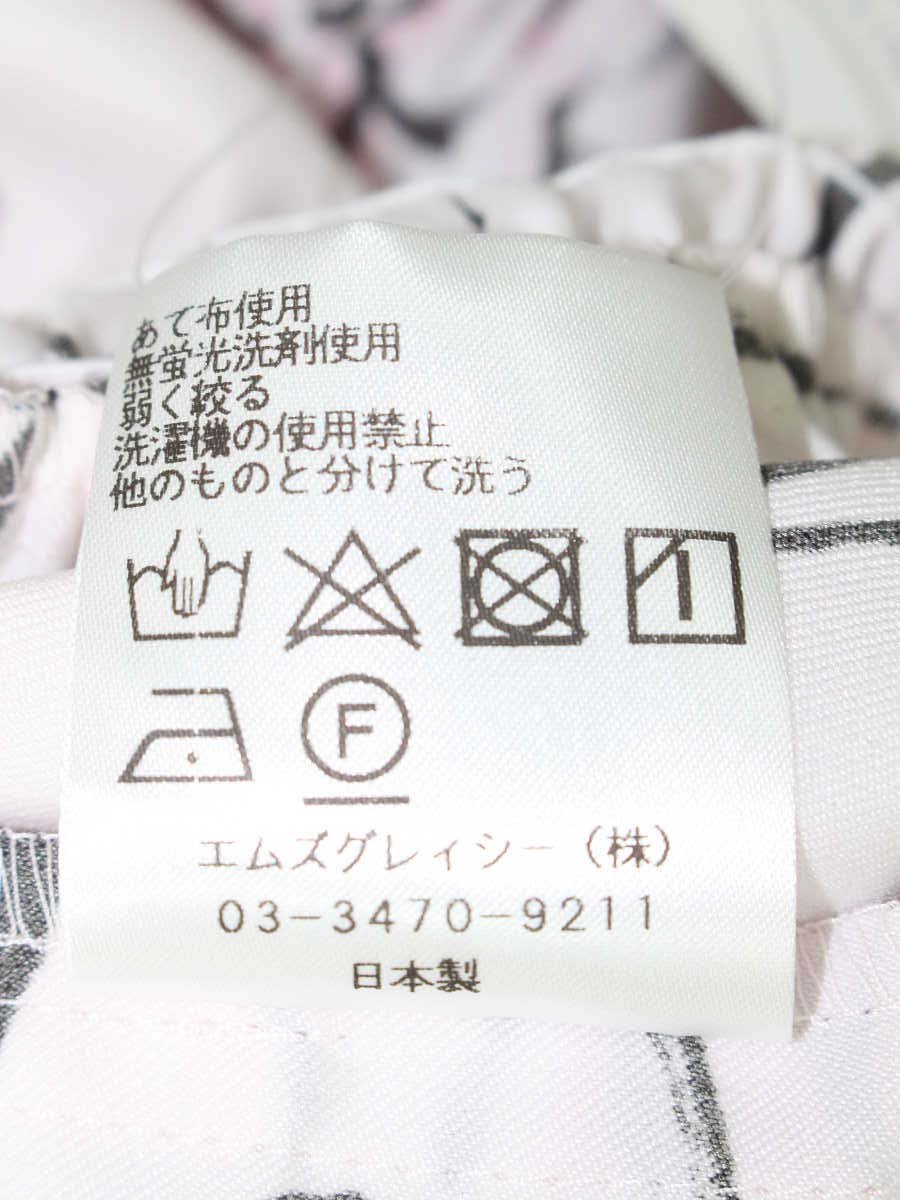 あて布使用
無蛍光洗剤使用
弱く絞る
洗濯機の使用禁止
他のものと分けて洗う
F
エムズグレイシー（株）
03-3470-9211
日本製